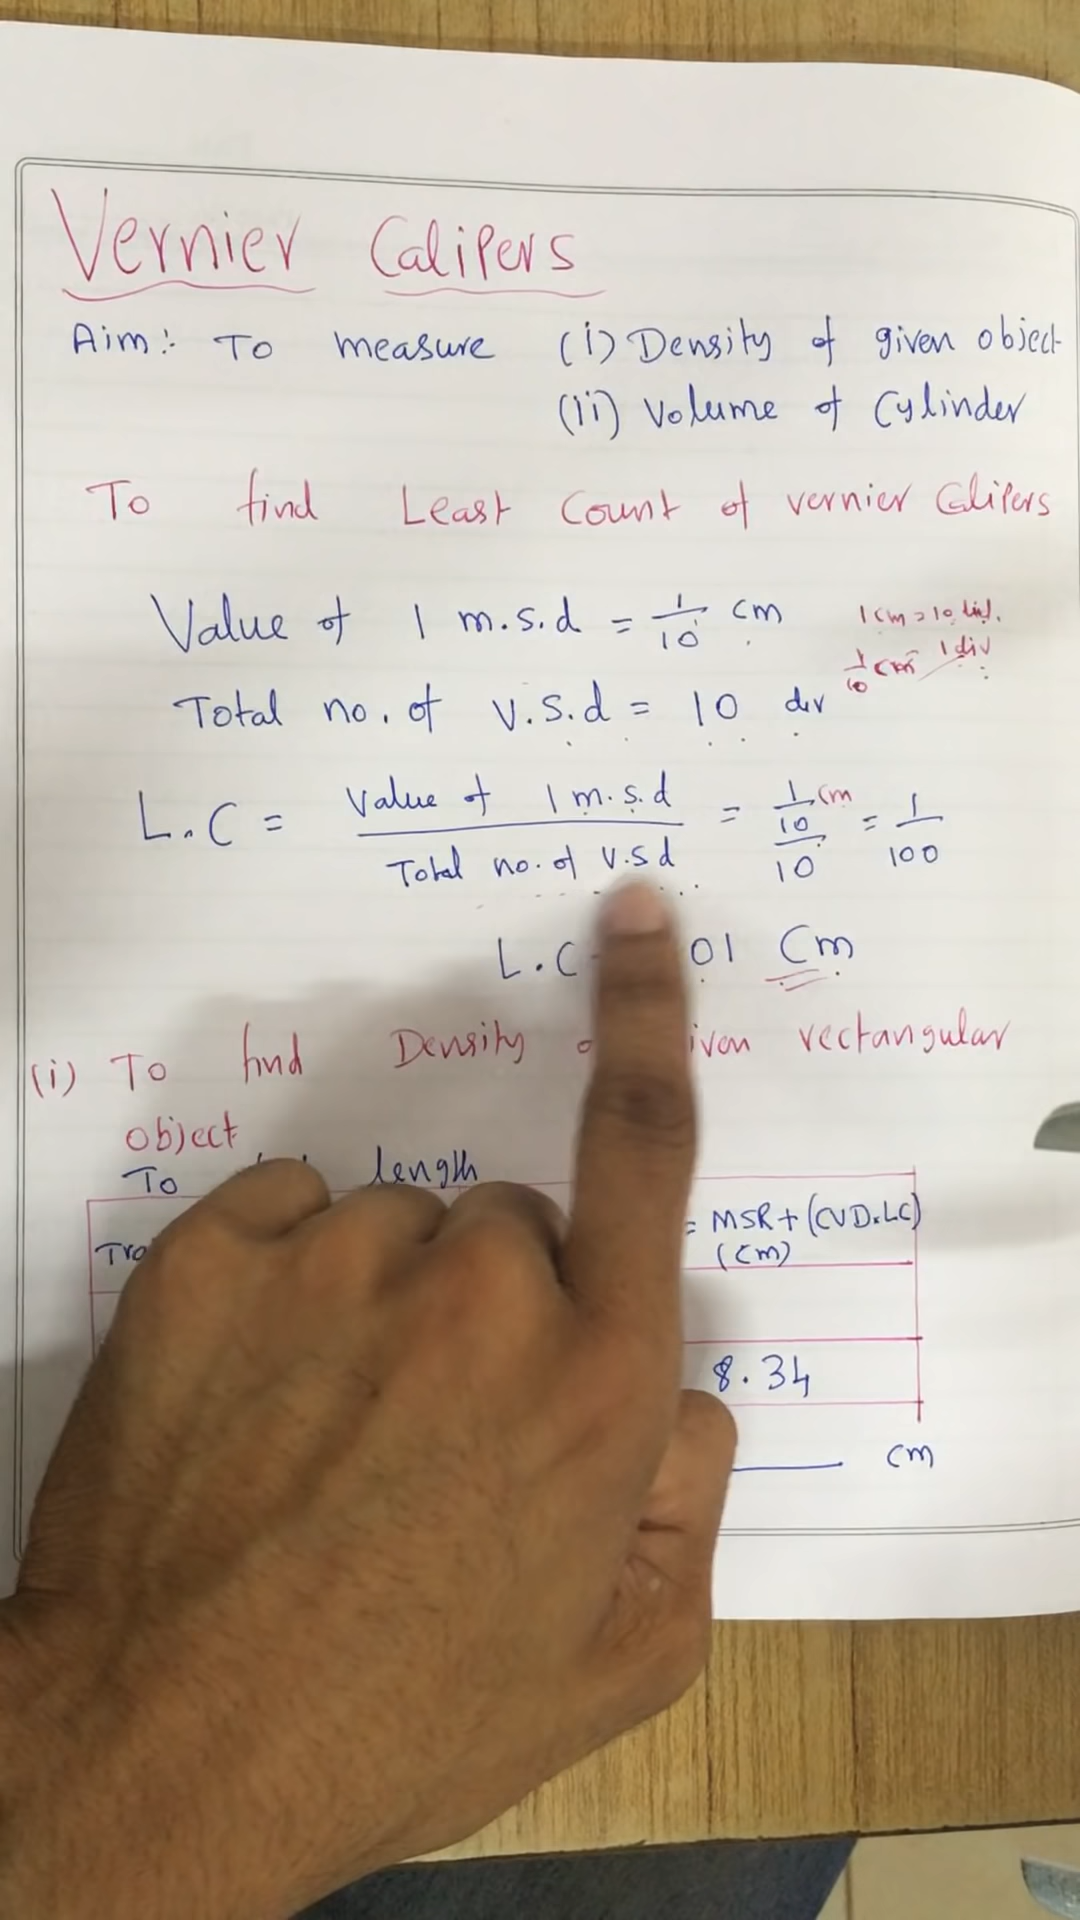 Vernier Calipers
Aim:- To measure (i) Density of given object
(ii) Volume of Cylinder
To find Least Count of vernier Calipers
Value of 1 m.s.d = 1/10 cm
1 cm = 10 div.
1/10 cm = 1 div
Total no. of v.s.d = 10 div
L.C = Value of 1 m.s.d / Total no. of v.s.d = 1/10 cm / 10 = 1/100
L.C 01 Cm
(i) To find Density rectangular
object
To length
= MSR + (CVD.LC)
(cm)
8.34
cm